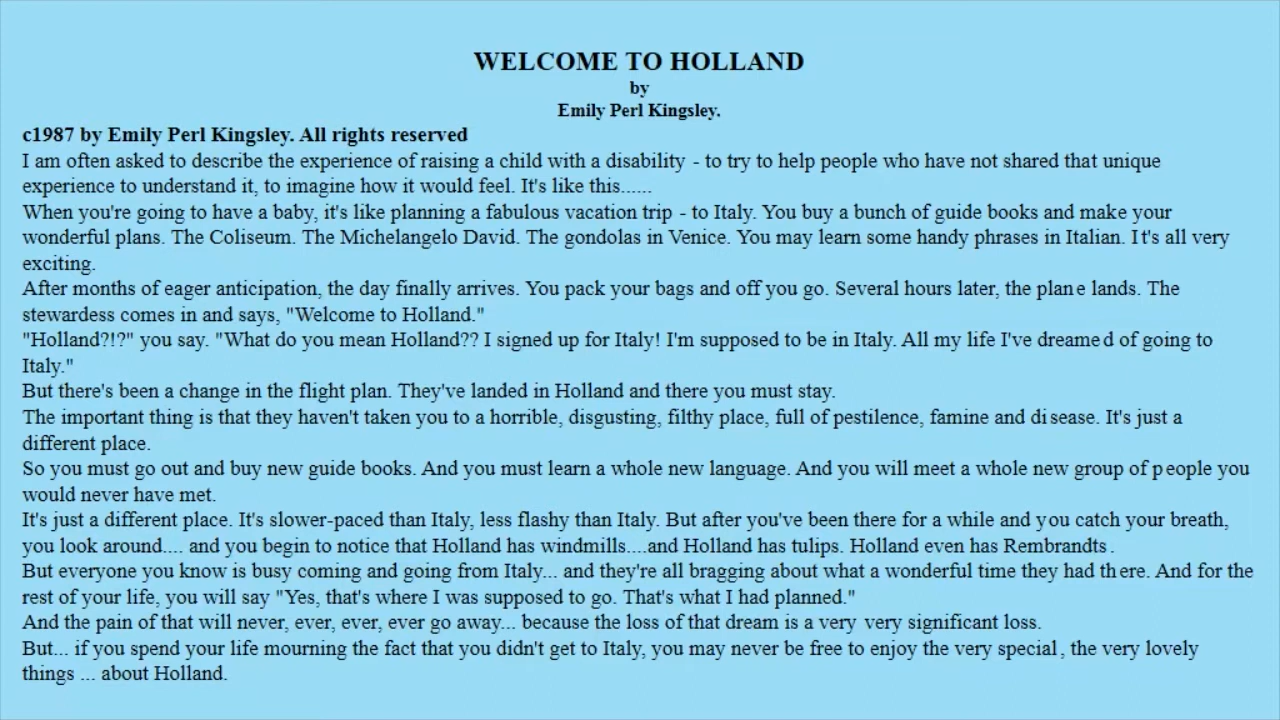 WELCOME TO HOLLAND
by
Emily Perl Kingsley.
c1987 by Emily Perl Kingsley. All rights reserved
I am often asked to describe the experience of raising a child with a disability - to try to help people who have not shared that unique
experience to understand it, to imagine how it would feel. It's like this......
When you're going to have a baby, it's like planning a fabulous vacation trip - to Italy. You buy a bunch of guide books and make your
wonderful plans. The Coliseum. The Michelangelo David. The gondolas in Venice. You may learn some handy phrases in Italian. It's all very
exciting.
After months of eager anticipation, the day finally arrives. You pack your bags and off you go. Several hours later, the plane lands. The
stewardess comes in and says, "Welcome to Holland."
"Holland?!?" you say. "What do you mean Holland?? I signed up for Italy! I'm supposed to be in Italy. All my life I've dreamed of going to
Italy."
But there's been a change in the flight plan. They've landed in Holland and there you must stay.
The important thing is that they haven't taken you to a horrible, disgusting, filthy place, full of pestilence, famine and disease. It's just a
different place.
So you must go out and buy new guide books. And you must learn a whole new language. And you will meet a whole new group of people you
would never have met.
It's just a different place. It's slower-paced than Italy, less flashy than Italy. But after you've been there for a while and you catch your breath,
you look around.... and you begin to notice that Holland has windmills....and Holland has tulips. Holland even has Rembrandts.
But everyone you know is busy coming and going from Italy... and they're all bragging about what a wonderful time they had there. And for the
rest of your life, you will say "Yes, that's where I was supposed to go. That's what I had planned."
And the pain of that will never, ever, ever, ever go away... because the loss of that dream is a very very significant loss.
But... if you spend your life mourning the fact that you didn't get to Italy, you may never be free to enjoy the very special, the very lovely
things ... about Holland.